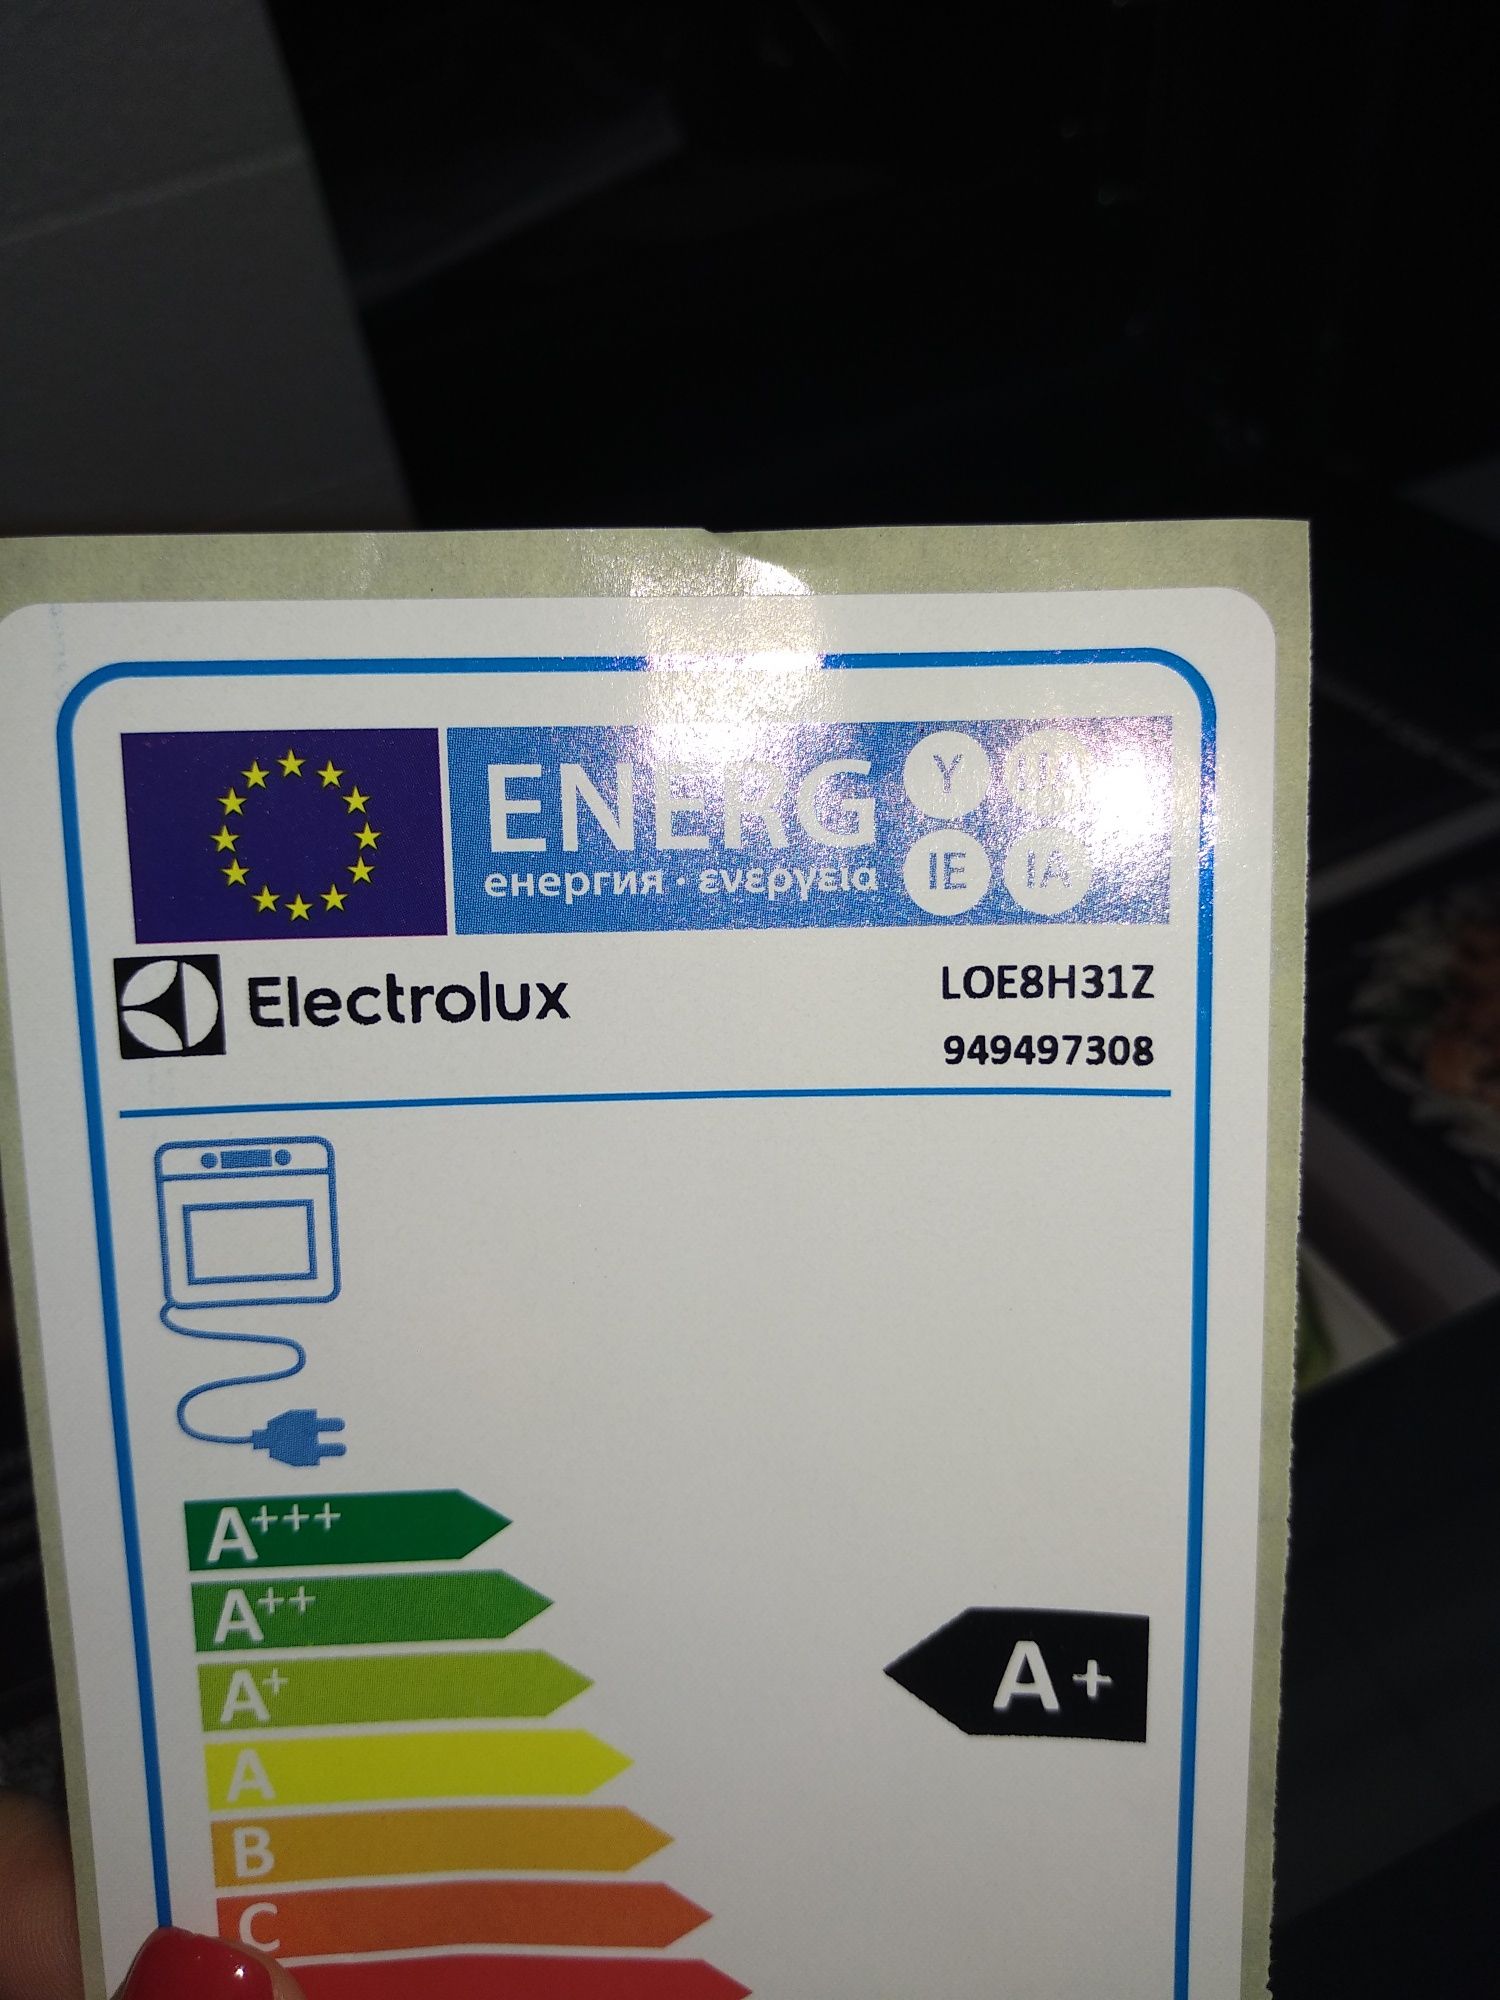 ENERG
Y
IE
IA
енергия · ενεργεια
Electrolux
LOE8H31Z
949497308
A+++
A++
A+
A
B
C
A+